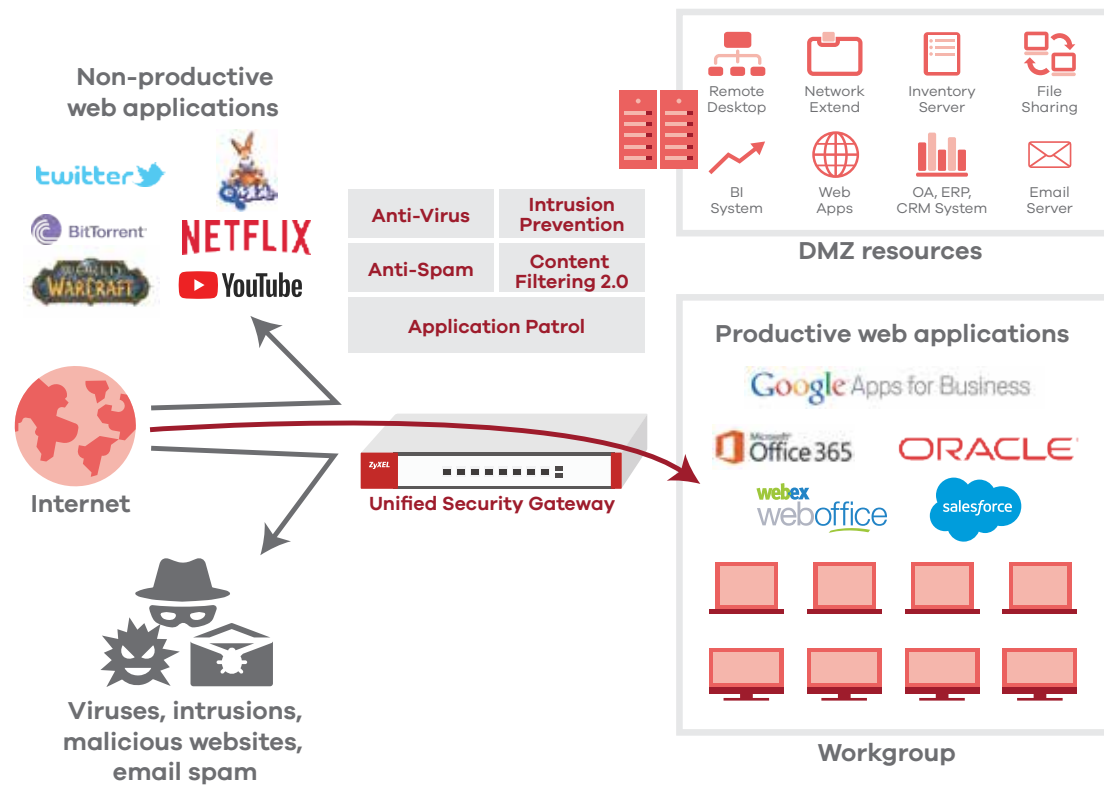 Non-productive
web applications
twitter
BitTorrent
NETFLIX
WORLD
WARCRAFT
YouTube
Anti-Virus
Intrusion
Prevention
Anti-Spam
Content
Filtering 2.0
Application Patrol
Remote
Desktop
Network
Extend
Inventory
Server
File
Sharing
BI
System
Web
Apps
OA, ERP,
CRM System
Email
Server
DMZ resources
Internet
ZyXEL
Unified Security Gateway
Productive web applications
Google Apps for Business
Microsoft
Office 365
ORACLE
webex
weboffice
salesforce
Workgroup
Viruses, intrusions,
malicious websites,
email spam